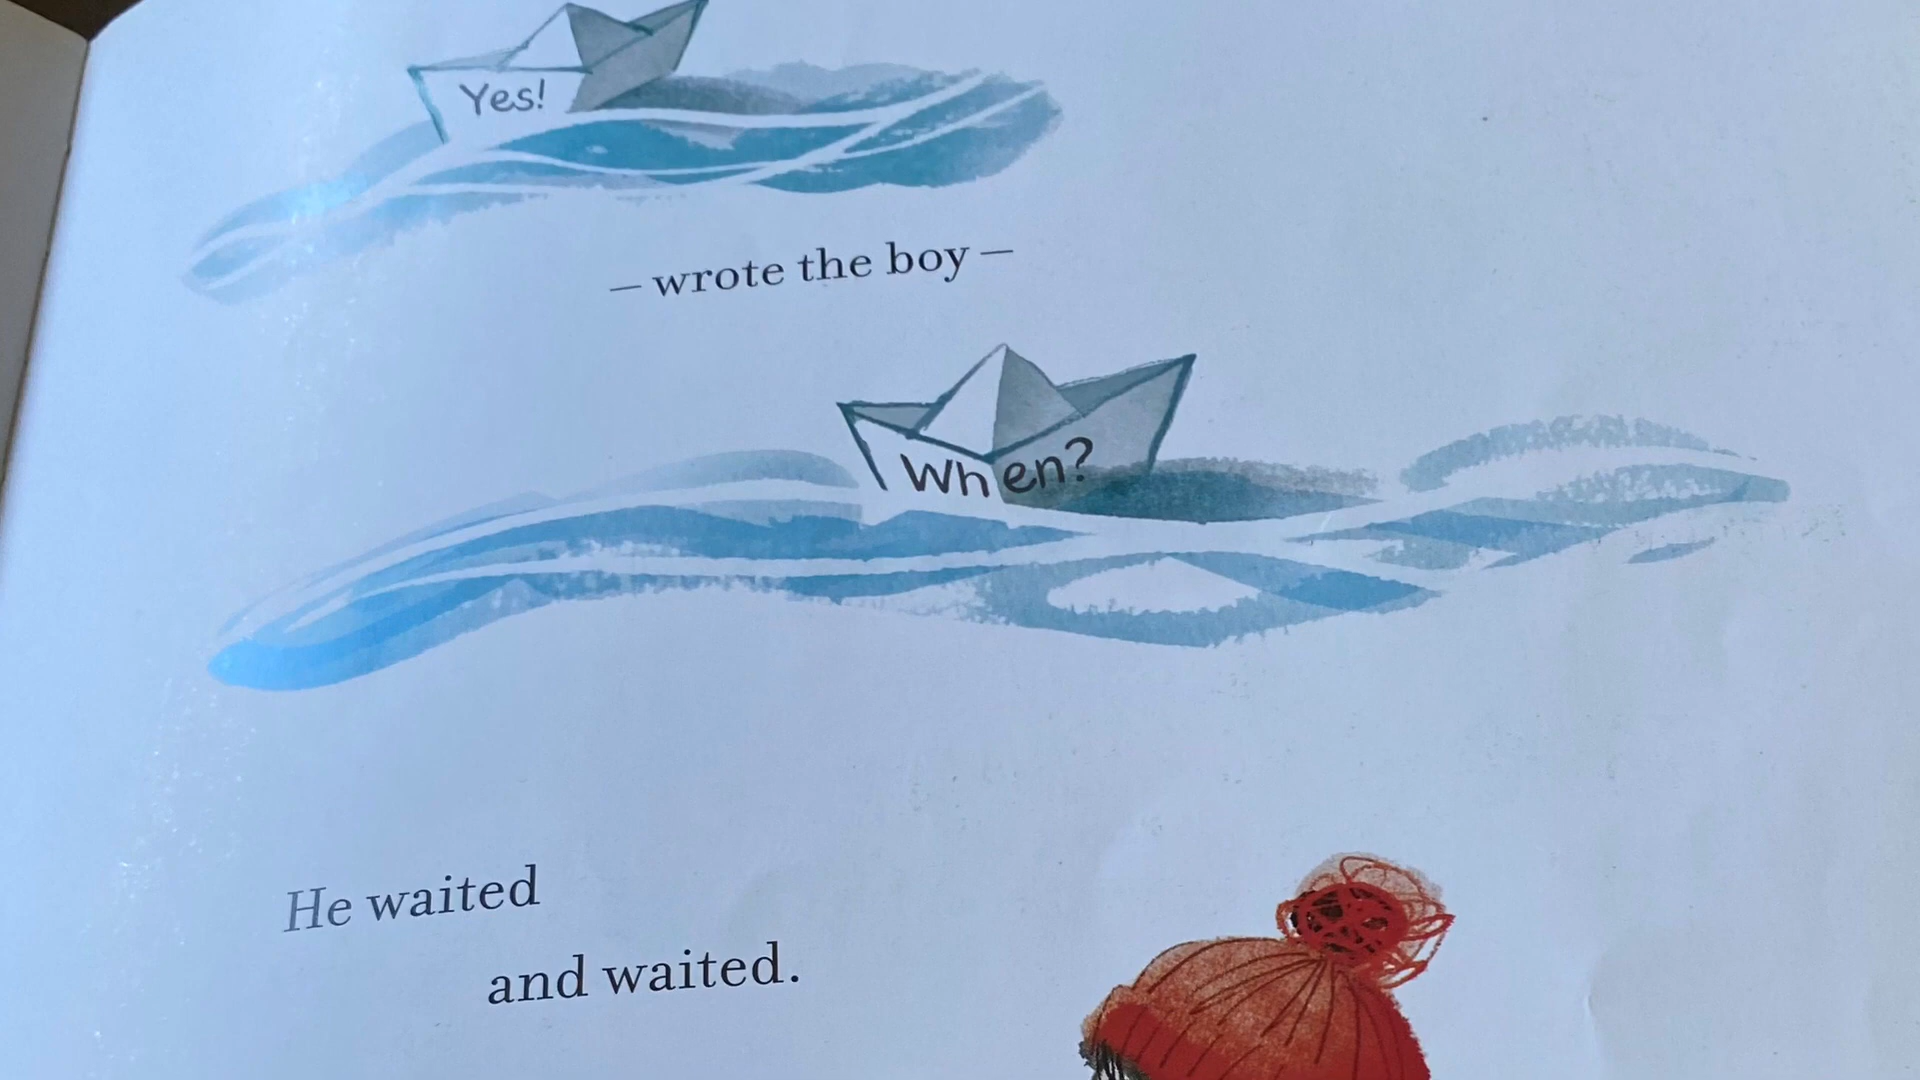 Yes!
— wrote the boy —
When?
He waited
and waited.